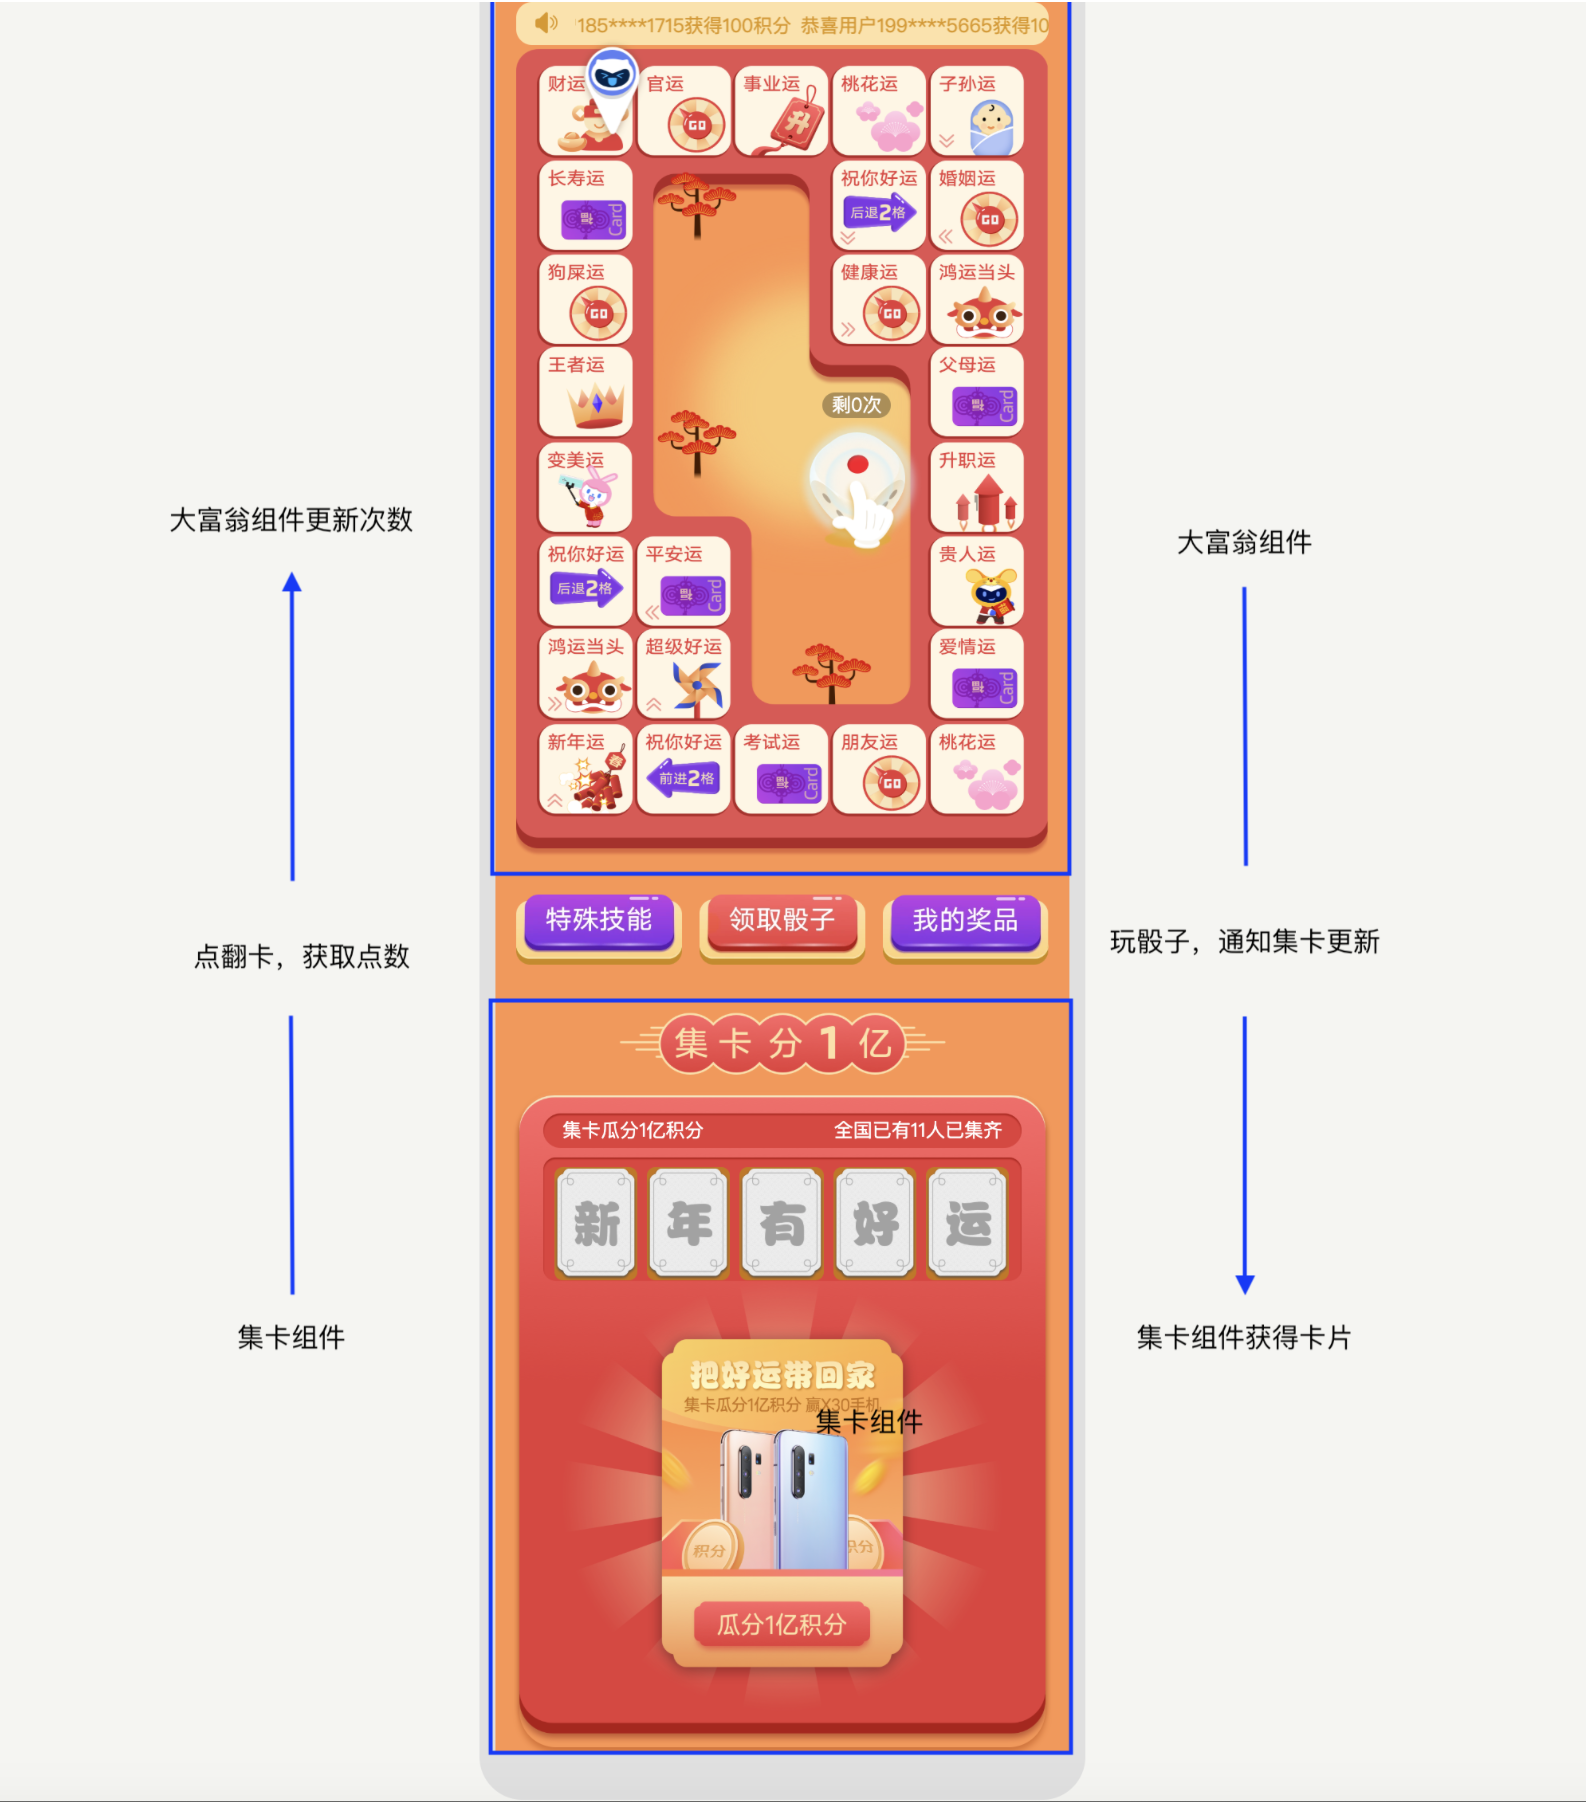 185****1715获得100积分 恭喜用户199****5665获得10
财运
官运
事业运
桃花运
子孙运
GO
升
长寿运
祝你好运
婚姻运
福
Card
后退2格
GO
狗屎运
健康运
鸿运当头
GO
GO
王者运
父母运
剩0次
福
Card
变美运
升职运
祝你好运
平安运
贵人运
后退2格
福
Card
鸿运当头
超级好运
爱情运
福
Card
新年运
祝你好运
考试运
朋友运
桃花运
春
前进2格
福
Card
GO
特殊技能
领取骰子
我的奖品
集卡分1亿
集卡瓜分1亿积分
全国已有11人已集齐
新
年
有
好
运
把好运带回家
集卡瓜分1亿积分 赢X30手机
集卡组件
积分
积分
瓜分1亿积分
大富翁组件更新次数
点翻卡，获取点数
集卡组件
大富翁组件
玩骰子，通知集卡更新
集卡组件获得卡片